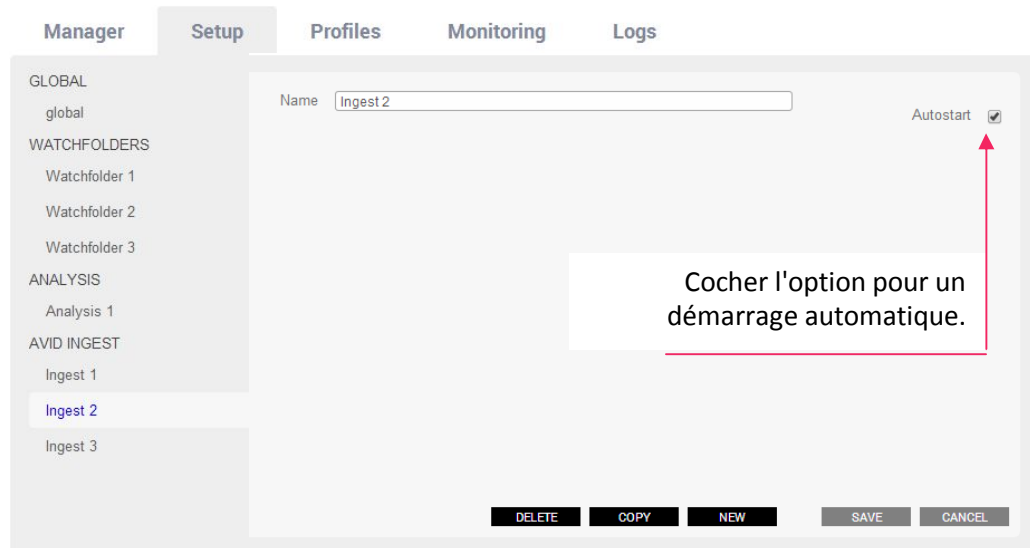 Manager Setup Profiles Monitoring Logs
GLOBAL
global
WATCHFOLDERS
Watchfolder 1
Watchfolder 2
Watchfolder 3
ANALYSIS
Analysis 1
AVID INGEST
Ingest 1
Ingest 2
Ingest 3
Name Ingest 2
Autostart
Cocher l'option pour un
démarrage automatique.
DELETE COPY NEW SAVE CANCEL